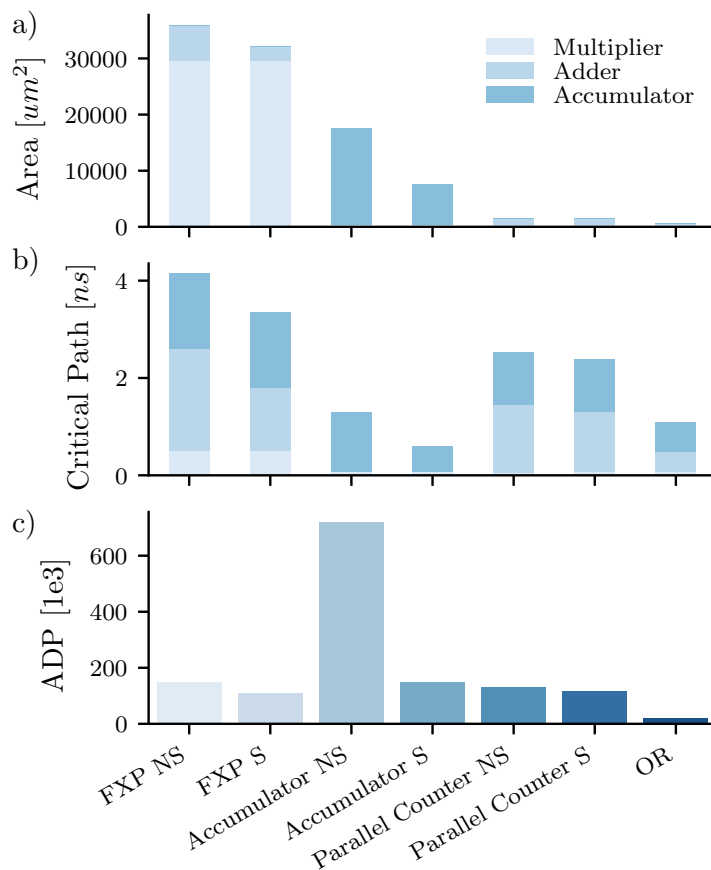 a)
Area [um²]
30000
20000
10000
0
Multiplier
Adder
Accumulator
b)
Critical Path [ns]
4
2
0
c)
ADP [1e3]
600
400
200
0
FXP NS
FXP S
Accumulator NS
Accumulator S
Parallel Counter NS
Parallel Counter S
OR